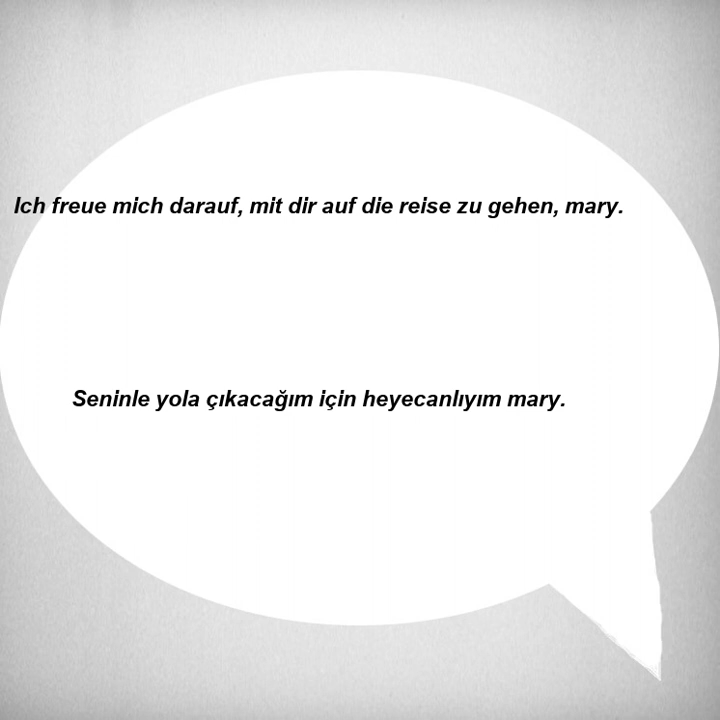 Ich freue mich darauf, mit dir auf die reise zu gehen, mary.
Seninle yola çıkacağım için heyecanlıyım mary.